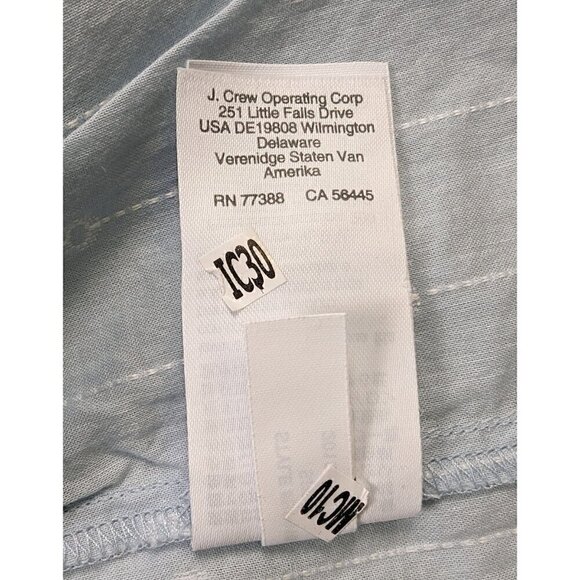 J. Crew Operating Corp
251 Little Falls Drive
USA DE19808 Wilmington
Delaware
Verenidge Staten Van
Amerika
RN 77388 CA 56445
IC30